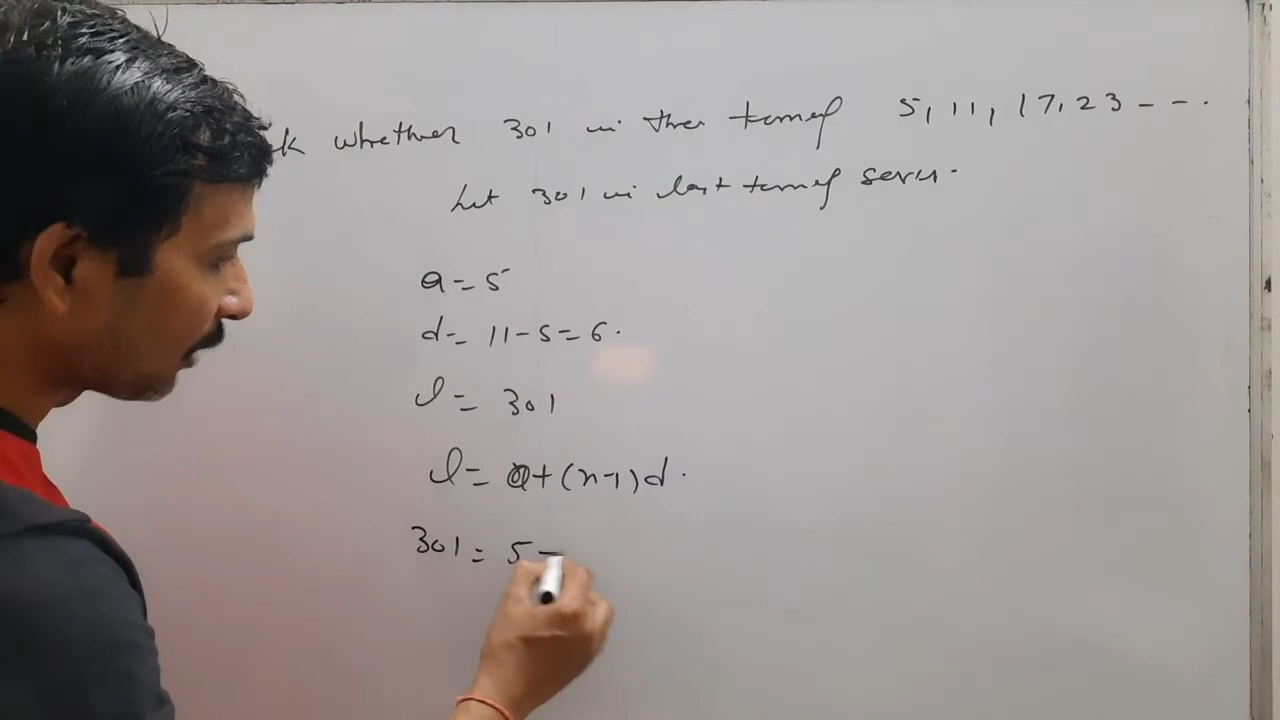 k whether 301 is the term of 5, 11, 17, 23 - - .
Let 301 is last term of series.
a = 5
d = 11 - 5 = 6.
l = 301
l = a + (n-1)d.
301 = 5